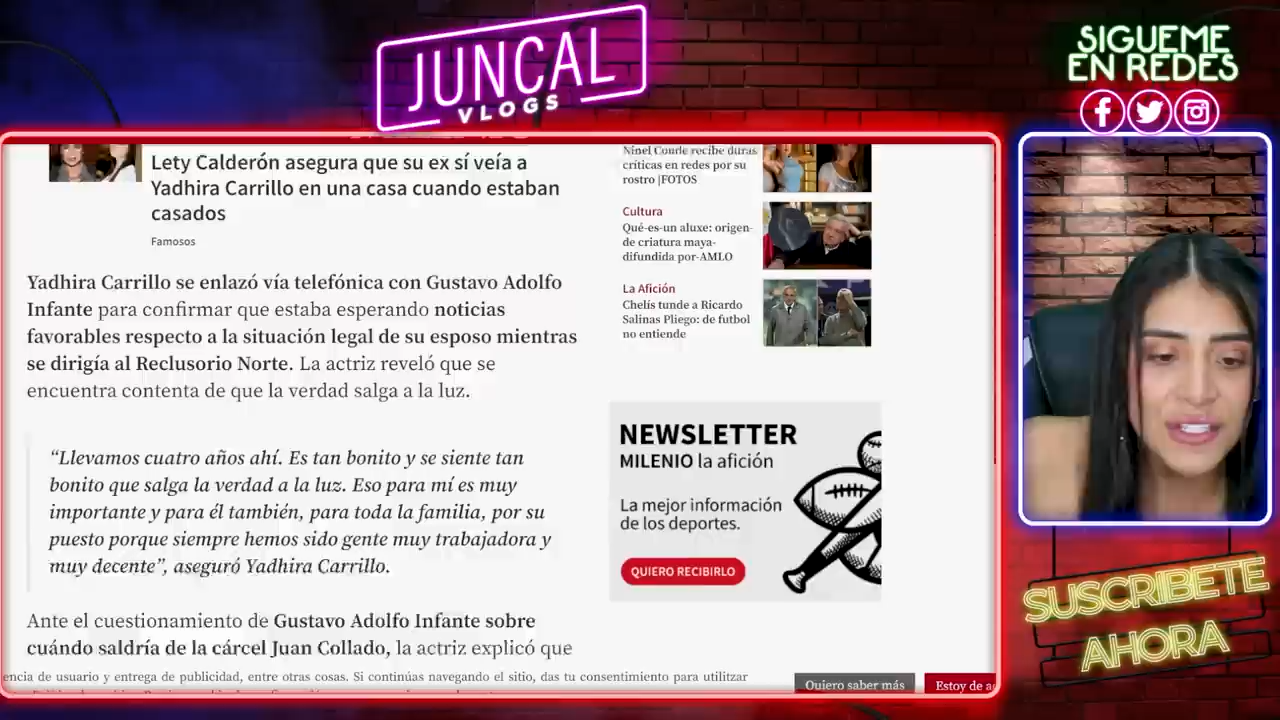 JUNCAL
VLOGS
SIGUEME
EN REDES
Lety Calderón asegura que su ex sí veía a
Yadhira Carrillo en una casa cuando estaban
casados
Famosos
Yadhira Carrillo se enlazó vía telefónica con Gustavo Adolfo
Infante para confirmar que estaba esperando noticias
favorables respecto a la situación legal de su esposo mientras
se dirigía al Reclusorio Norte. La actriz reveló que se
encuentra contenta de que la verdad salga a la luz.
“Llevamos cuatro años ahí. Es tan bonito y se siente tan
bonito que salga la verdad a la luz. Eso para mí es muy
importante y para él también, para toda la familia, por su
puesto porque siempre hemos sido gente muy trabajadora y
muy decente”, aseguró Yadhira Carrillo.
Ante el cuestionamiento de Gustavo Adolfo Infante sobre
cuándo saldría de la cárcel Juan Collado, la actriz explicó que
Ninel Conde recibe duras
críticas en redes por su
rostro |FOTOS
Cultura
Qué-es-un aluxe: origen-
de criatura maya-
difundida por-AMLO
La Afición
Chelís tunde a Ricardo
Salinas Pliego: de futbol
no entiende
NEWSLETTER
MILENIO la afición
La mejor información
de los deportes.
QUIERO RECIBIRLO
encia de usuario y entrega de publicidad, entre otras cosas. Si continúas navegando el sitio, das tu consentimiento para utilizar
Quiero saber más
Estoy de a
SUSCRIBETE
AHORA